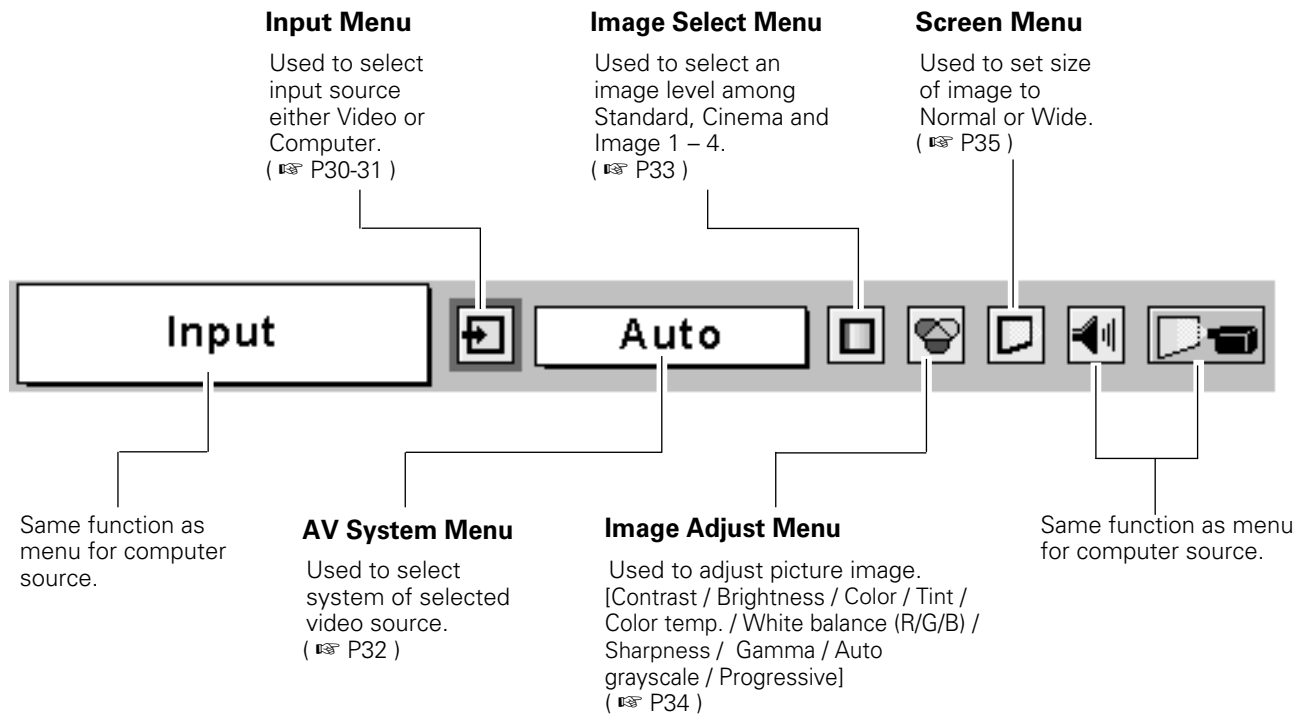 Input Menu
Used to select
input source
either Video or
Computer.
( ☞ P30-31 )
Image Select Menu
Used to select an
image level among
Standard, Cinema and
Image 1 – 4.
( ☞ P33 )
Screen Menu
Used to set size
of image to
Normal or Wide.
( ☞ P35 )
Input
Auto
Same function as
menu for computer
source.
AV System Menu
Used to select
system of selected
video source.
( ☞ P32 )
Image Adjust Menu
Used to adjust picture image.
[Contrast / Brightness / Color / Tint /
Color temp. / White balance (R/G/B) /
Sharpness / Gamma / Auto
grayscale / Progressive]
( ☞ P34 )
Same function as menu
for computer source.